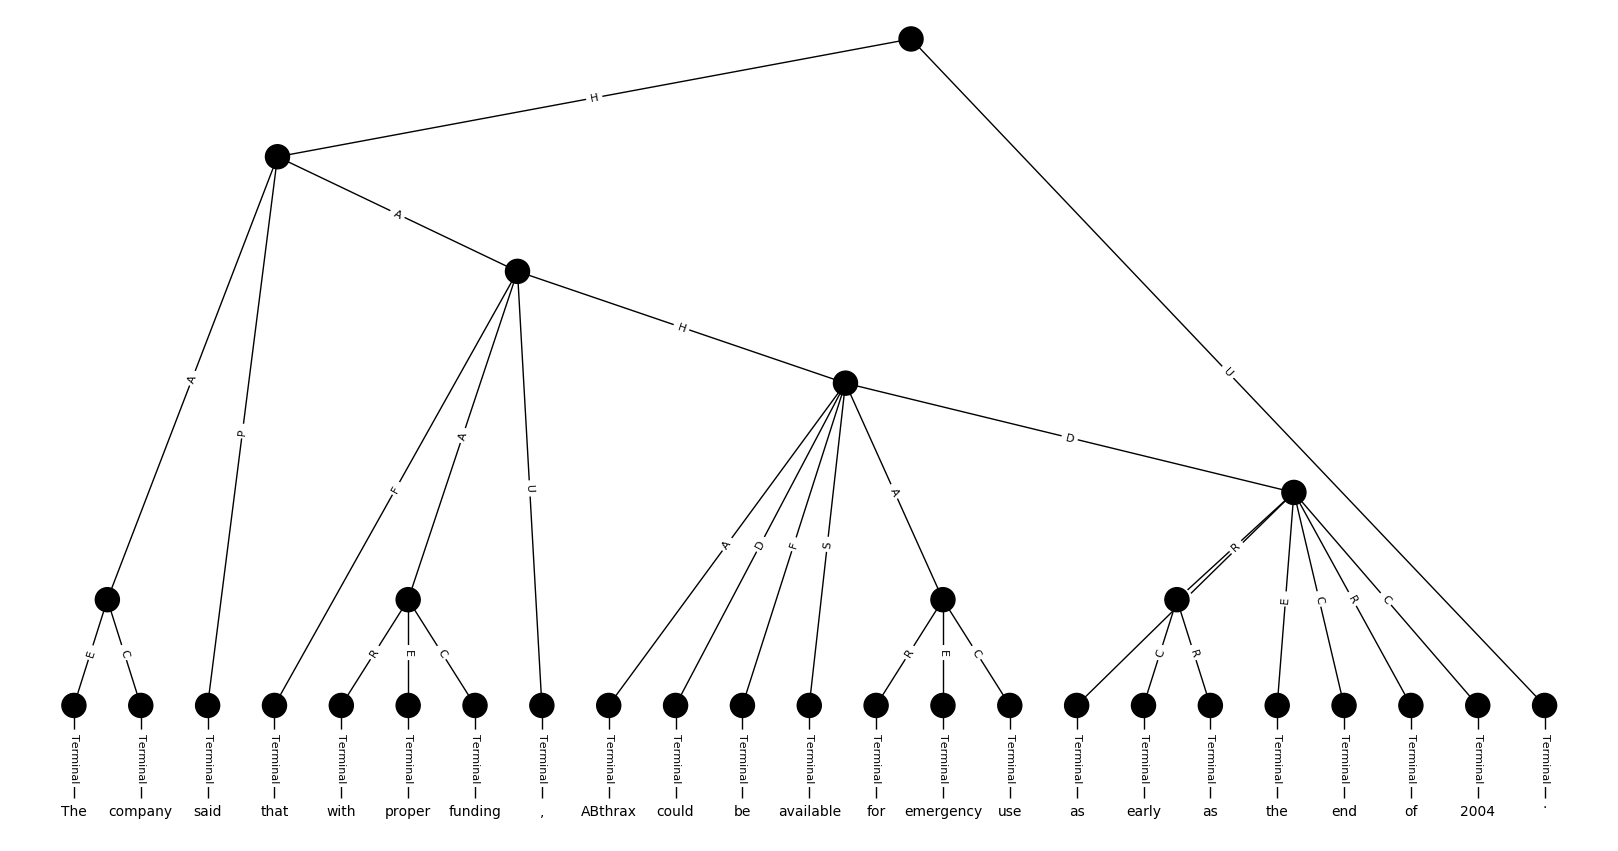 H
A
H
U
A
P
F
A
U
D
A
D
F
S
A
R
E
C
R
C
E
C
R
E
C
R
E
C
C
R
Terminal Terminal Terminal Terminal Terminal Terminal Terminal Terminal Terminal Terminal Terminal Terminal Terminal Terminal Terminal Terminal Terminal Terminal Terminal Terminal Terminal Terminal Terminal
The company said that with proper funding , ABthrax could be available for emergency use as early as the end of 2004 .